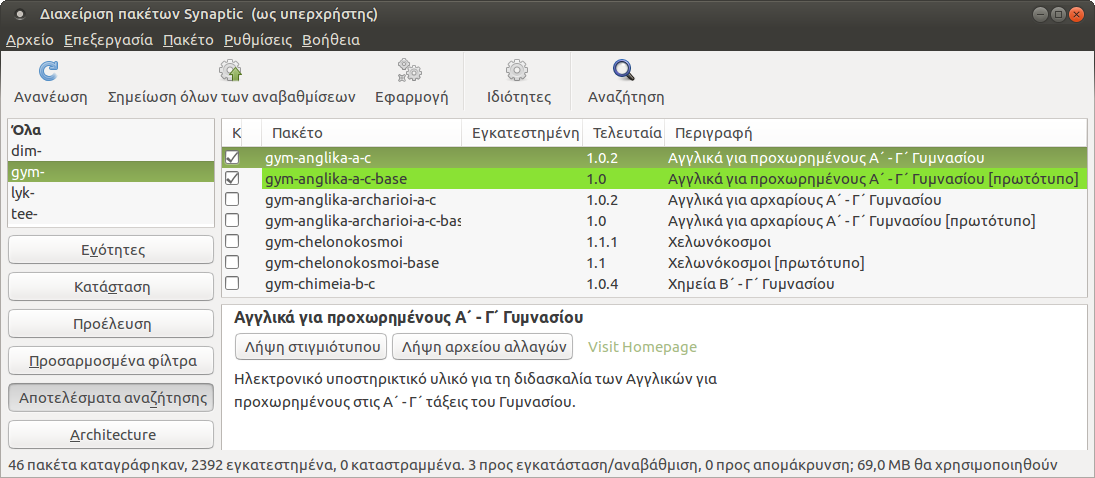 Διαχείριση πακέτων Synaptic (ως υπερχρήστης)
Αρχείο Επεξεργασία Πακέτο Ρυθμίσεις Βοήθεια
Ανανέωση Σημείωση όλων των αναβαθμίσεων Εφαρμογή Ιδιότητες Αναζήτηση
Όλα
dim-
gym-
lyk-
tee-
Ενότητες
Κατάσταση
Προέλευση
Προσαρμοσμένα φίλτρα
Αποτελέσματα αναζήτησης
Architecture
Κ Πακέτο Εγκατεστημένη Τελευταία Περιγραφή
gym-anglika-a-c 1.0.2 Αγγλικά για προχωρημένους Α΄ - Γ΄ Γυμνασίου
gym-anglika-a-c-base 1.0 Αγγλικά για προχωρημένους Α΄ - Γ΄ Γυμνασίου [πρωτότυπο]
gym-anglika-archarioi-a-c 1.0.2 Αγγλικά για αρχαρίους Α΄ - Γ΄ Γυμνασίου
gym-anglika-archarioi-a-c-bas 1.0 Αγγλικά για αρχαρίους Α΄ - Γ΄ Γυμνασίου [πρωτότυπο]
gym-chelonokosmoi 1.1.1 Χελωνόκοσμοι
gym-chelonokosmoi-base 1.1 Χελωνόκοσμοι [πρωτότυπο]
gym-chimeia-b-c 1.0.4 Χημεία Β΄ - Γ΄ Γυμνασίου
Αγγλικά για προχωρημένους Α΄ - Γ΄ Γυμνασίου
Λήψη στιγμιότυπου Λήψη αρχείου αλλαγών Visit Homepage
Ηλεκτρονικό υποστηρικτικό υλικό για τη διδασκαλία των Αγγλικών για
προχωρημένους στις Α΄ - Γ΄ τάξεις του Γυμνασίου.
46 πακέτα καταγράφηκαν, 2392 εγκατεστημένα, 0 καταστραμμένα. 3 προς εγκατάσταση/αναβάθμιση, 0 προς απομάκρυνση; 69,0 MB θα χρησιμοποιηθούν